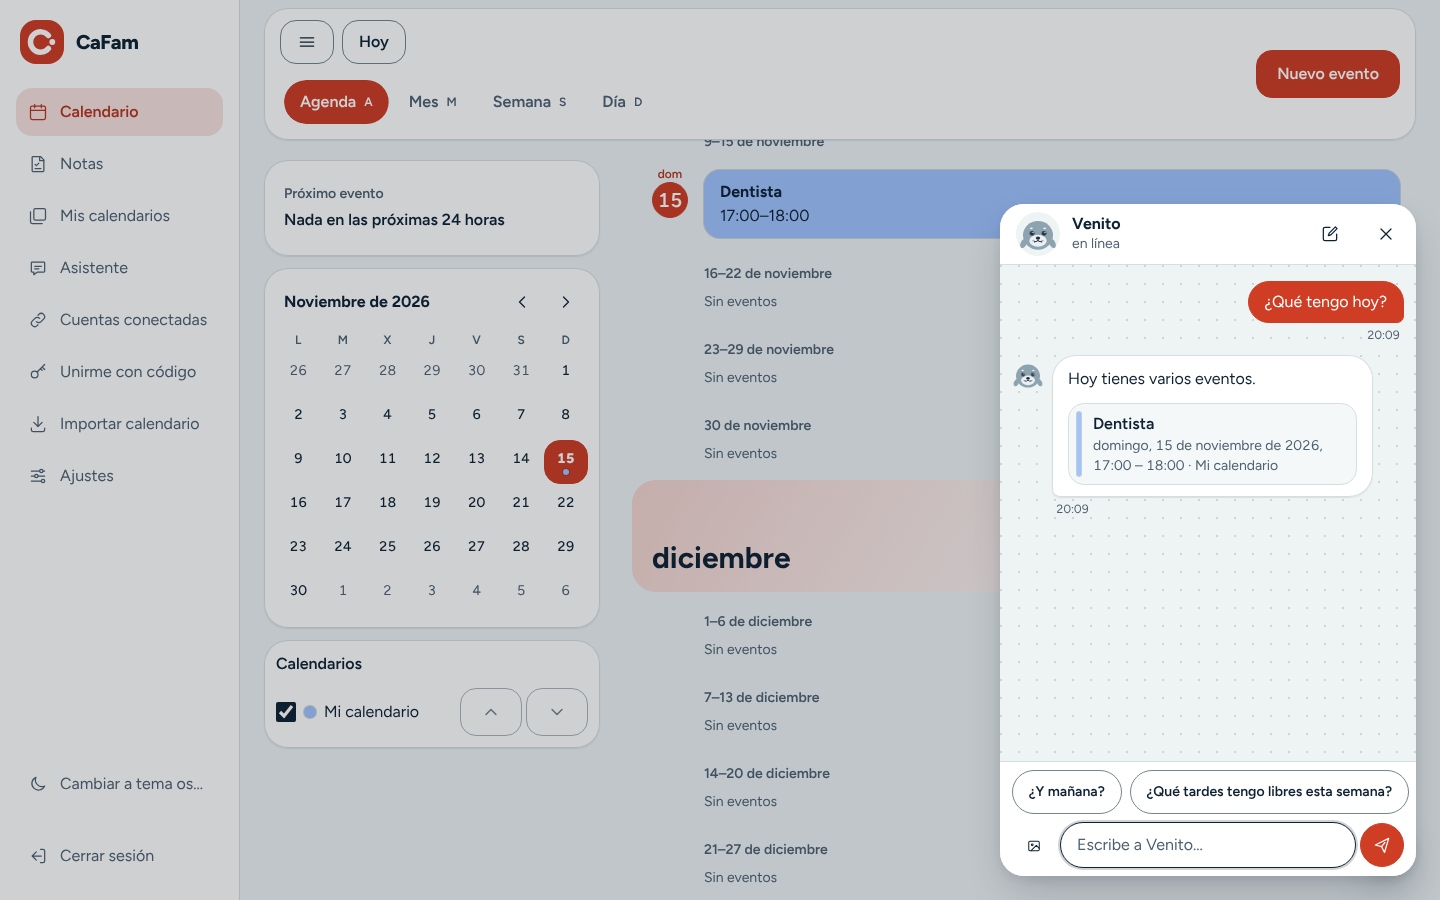 CaFam
Calendario
Notas
Mis calendarios
Asistente
Cuentas conectadas
Unirme con código
Importar calendario
Ajustes
Cambiar a tema os...
Cerrar sesión
Hoy
Agenda A
Mes M
Semana S
Día D
Nuevo evento
Próximo evento
Nada en las próximas 24 horas
Noviembre de 2026
L M X J V S D
26 27 28 29 30 31 1
2 3 4 5 6 7 8
9 10 11 12 13 14 15
16 17 18 19 20 21 22
23 24 25 26 27 28 29
30 1 2 3 4 5 6
Calendarios
Mi calendario
9–15 de noviembre
dom
15
Dentista
17:00–18:00
16–22 de noviembre
Sin eventos
23–29 de noviembre
Sin eventos
30 de noviembre
Sin eventos
diciembre
1–6 de diciembre
Sin eventos
7–13 de diciembre
Sin eventos
14–20 de diciembre
Sin eventos
21–27 de diciembre
Sin eventos
Venito
en línea
¿Qué tengo hoy?
20:09
Hoy tienes varios eventos.
Dentista
domingo, 15 de noviembre de 2026,
17:00 – 18:00 · Mi calendario
20:09
¿Y mañana?
¿Qué tardes tengo libres esta semana?
Escribe a Venito...